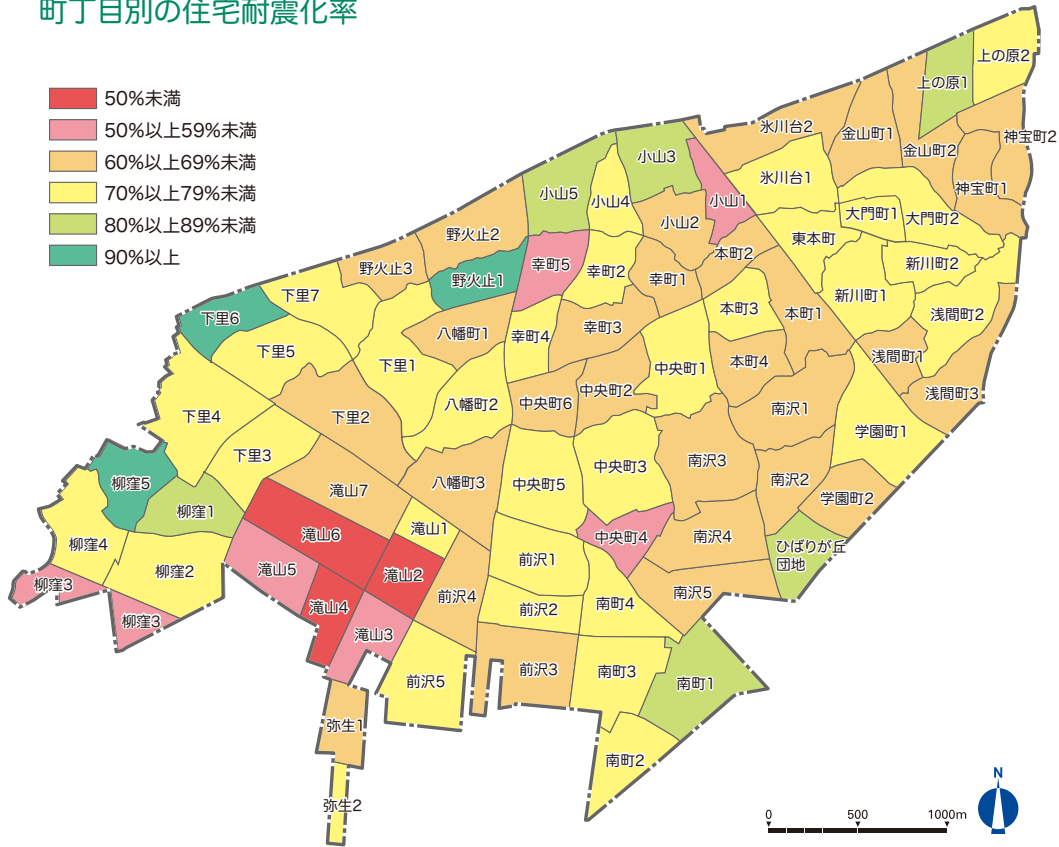 町丁目別の住宅耐震化率
50%未満
50%以上59%未満
60%以上69%未満
70%以上79%未満
80%以上89%未満
90%以上
上の原2
上の原1
氷川台2
金山町1
神宝町2
金山町2
小山3
氷川台1
神宝町1
小山5
小山4
小山1
大門町1
大門町2
小山2
野火止2
東本町
本町2
野火止3
野火止1
幸町5
幸町2
幸町1
新川町2
下里7
新川町1
下里6
本町3
本町1
浅間町2
八幡町1
幸町4
幸町3
下里5
下里1
中央町1
本町4
浅間町1
中央町2
浅間町3
八幡町2
中央町6
南沢1
下里4
下里2
学園町1
下里3
中央町3
南沢3
柳窪5
滝山7
八幡町3
中央町5
南沢2
学園町2
柳窪1
滝山6
滝山1
中央町4
南沢4
柳窪4
ひばりが丘
団地
前沢1
柳窪2
滝山5
滝山2
柳窪3
前沢4
南沢5
滝山4
前沢2
南町4
柳窪3
滝山3
前沢5
前沢3
南町3
南町1
弥生1
南町2
弥生2
N
0 500 1000m